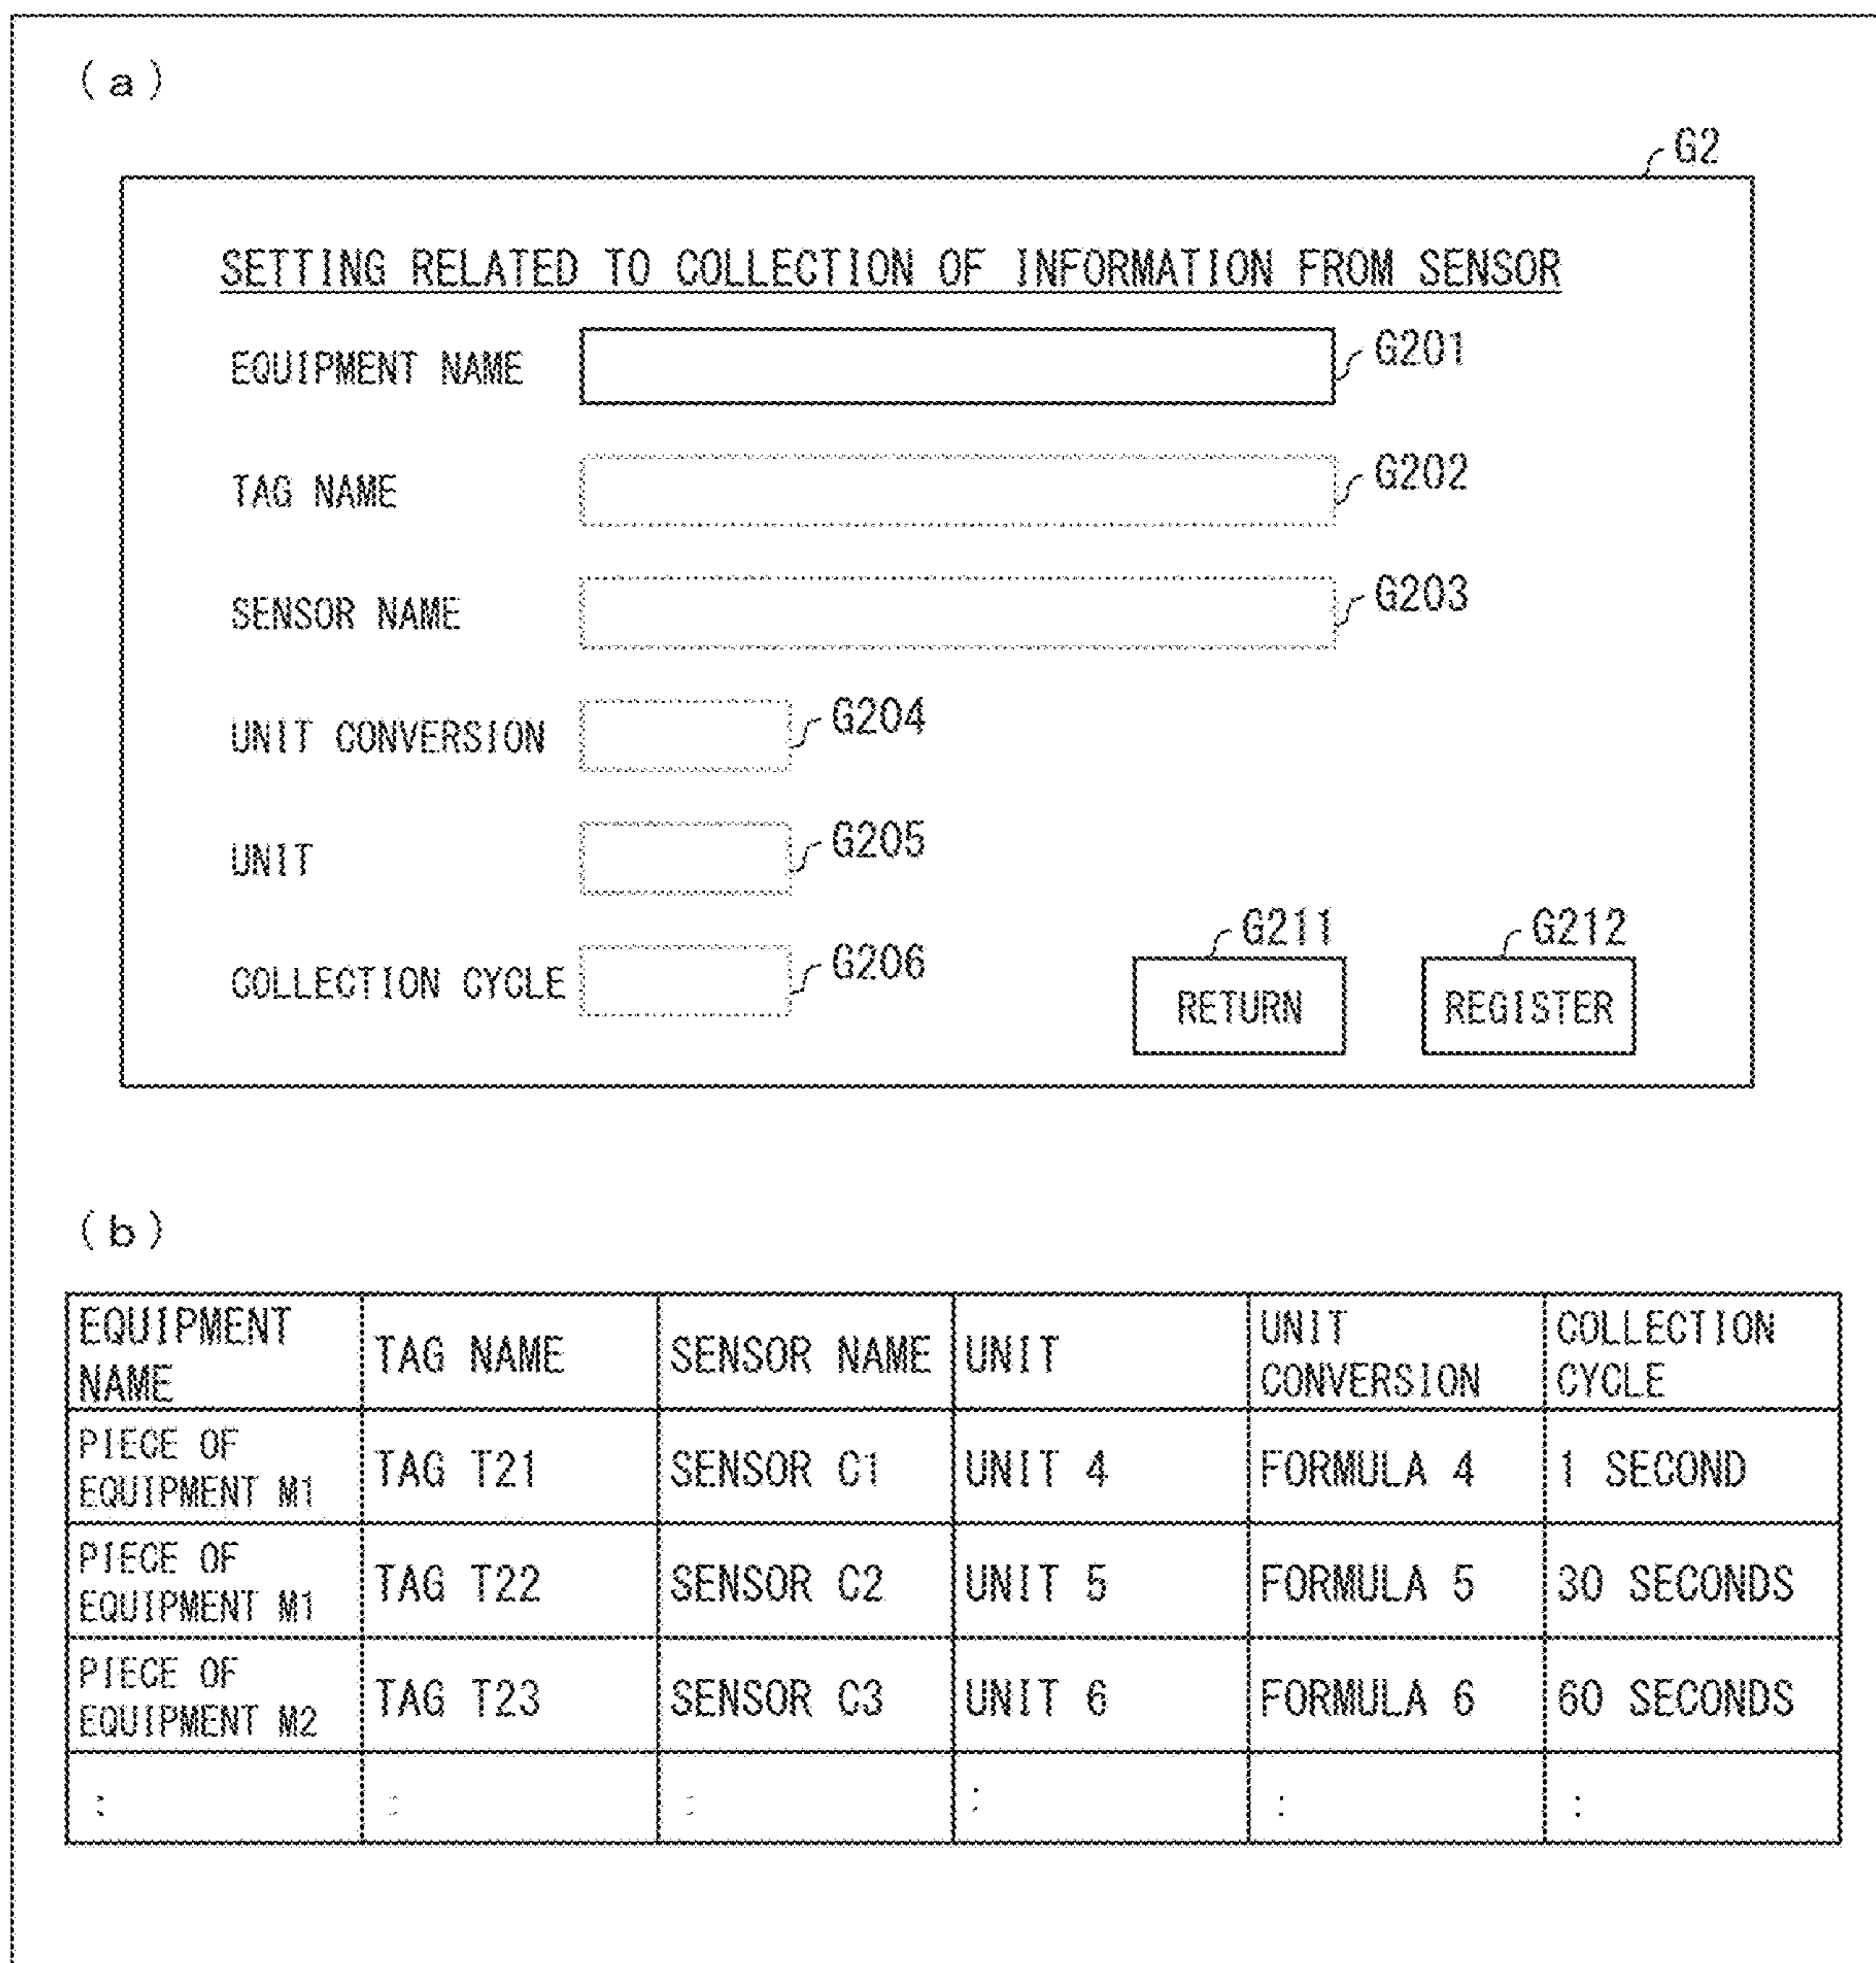 (a)
G2
SETTING RELATED TO COLLECTION OF INFORMATION FROM SENSOR
EQUIPMENT NAME G201
TAG NAME G202
SENSOR NAME G203
UNIT CONVERSION G204
UNIT G205
COLLECTION CYCLE G206
G211 G212
RETURN REGISTER
(b)
EQUIPMENT NAME TAG NAME SENSOR NAME UNIT UNIT CONVERSION COLLECTION CYCLE
PIECE OF EQUIPMENT M1 TAG T21 SENSOR C1 UNIT 4 FORMULA 4 1 SECOND
PIECE OF EQUIPMENT M1 TAG T22 SENSOR C2 UNIT 5 FORMULA 5 30 SECONDS
PIECE OF EQUIPMENT M2 TAG T23 SENSOR C3 UNIT 6 FORMULA 6 60 SECONDS
: : : : : :